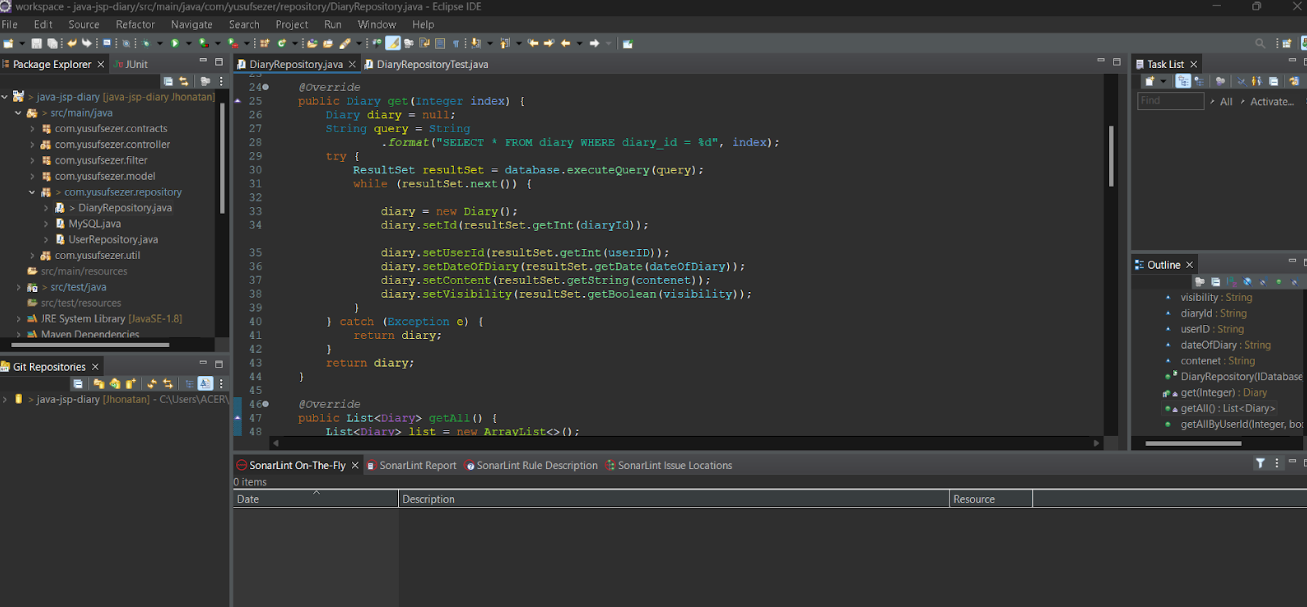 workspace - java-jsp-diary/src/main/java/com/yusufsezer/repository/DiaryRepository.java - Eclipse IDE
File Edit Source Refactor Navigate Search Project Run Window Help
Package Explorer JUnit
> java-jsp-diary [java-jsp-diary Jhonatan]
> src/main/java
com.yusufsezer.contracts
com.yusufsezer.controller
com.yusufsezer.filter
com.yusufsezer.model
> com.yusufsezer.repository
> DiaryRepository.java
MySQL.java
UserRepository.java
com.yusufsezer.util
src/main/resources
> src/test/java
src/test/resources
JRE System Library [JavaSE-1.8]
Maven Dependencies
Git Repositories
> java-jsp-diary [Jhonatan] - C:\Users\ACER\
DiaryRepository.java DiaryRepositoryTest.java
23
24 @Override
25 public Diary get(Integer index) {
26 Diary diary = null;
27 String query = String
28 .format("SELECT * FROM diary WHERE diary_id = %d", index);
29 try {
30 ResultSet resultSet = database.executeQuery(query);
31 while (resultSet.next()) {
32
33 diary = new Diary();
34 diary.setId(resultSet.getInt(diaryId));
35 diary.setUserId(resultSet.getInt(userID));
36 diary.setDateOfDiary(resultSet.getDate(dateOfDiary));
37 diary.setContent(resultSet.getString(contenet));
38 diary.setVisibility(resultSet.getBoolean(visibility));
39 }
40 } catch (Exception e) {
41 return diary;
42 }
43 return diary;
44 }
45
46 @Override
47 public List<Diary> getAll() {
48 List<Diary> list = new ArrayList<>();
Task List
Find All Activate...
Outline
visibility : String
diaryId : String
userID : String
dateOfDiary : String
contenet : String
DiaryRepository(IDatabase
get(Integer) : Diary
getAll() : List<Diary>
getAllByUserId(Integer, boo
SonarLint On-The-Fly SonarLint Report SonarLint Rule Description SonarLint Issue Locations
0 items
Date Description Resource